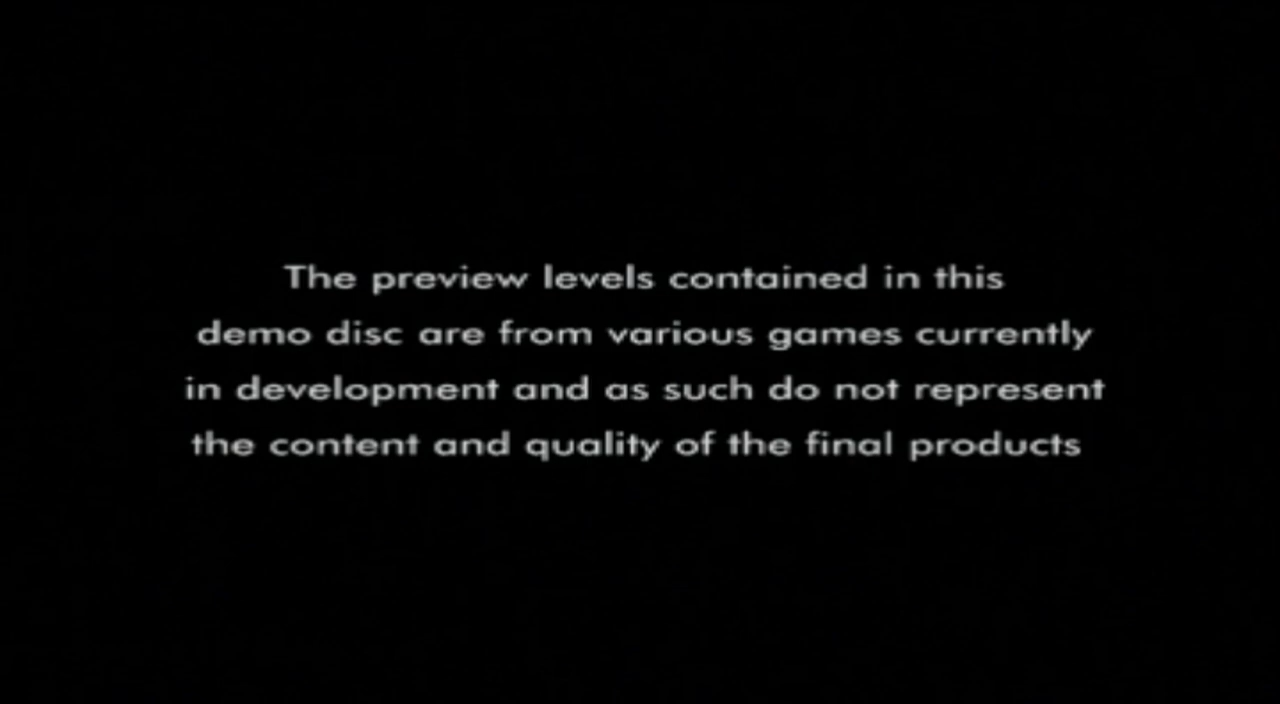 The preview levels contained in this
demo disc are from various games currently
in development and as such do not represent
the content and quality of the final products